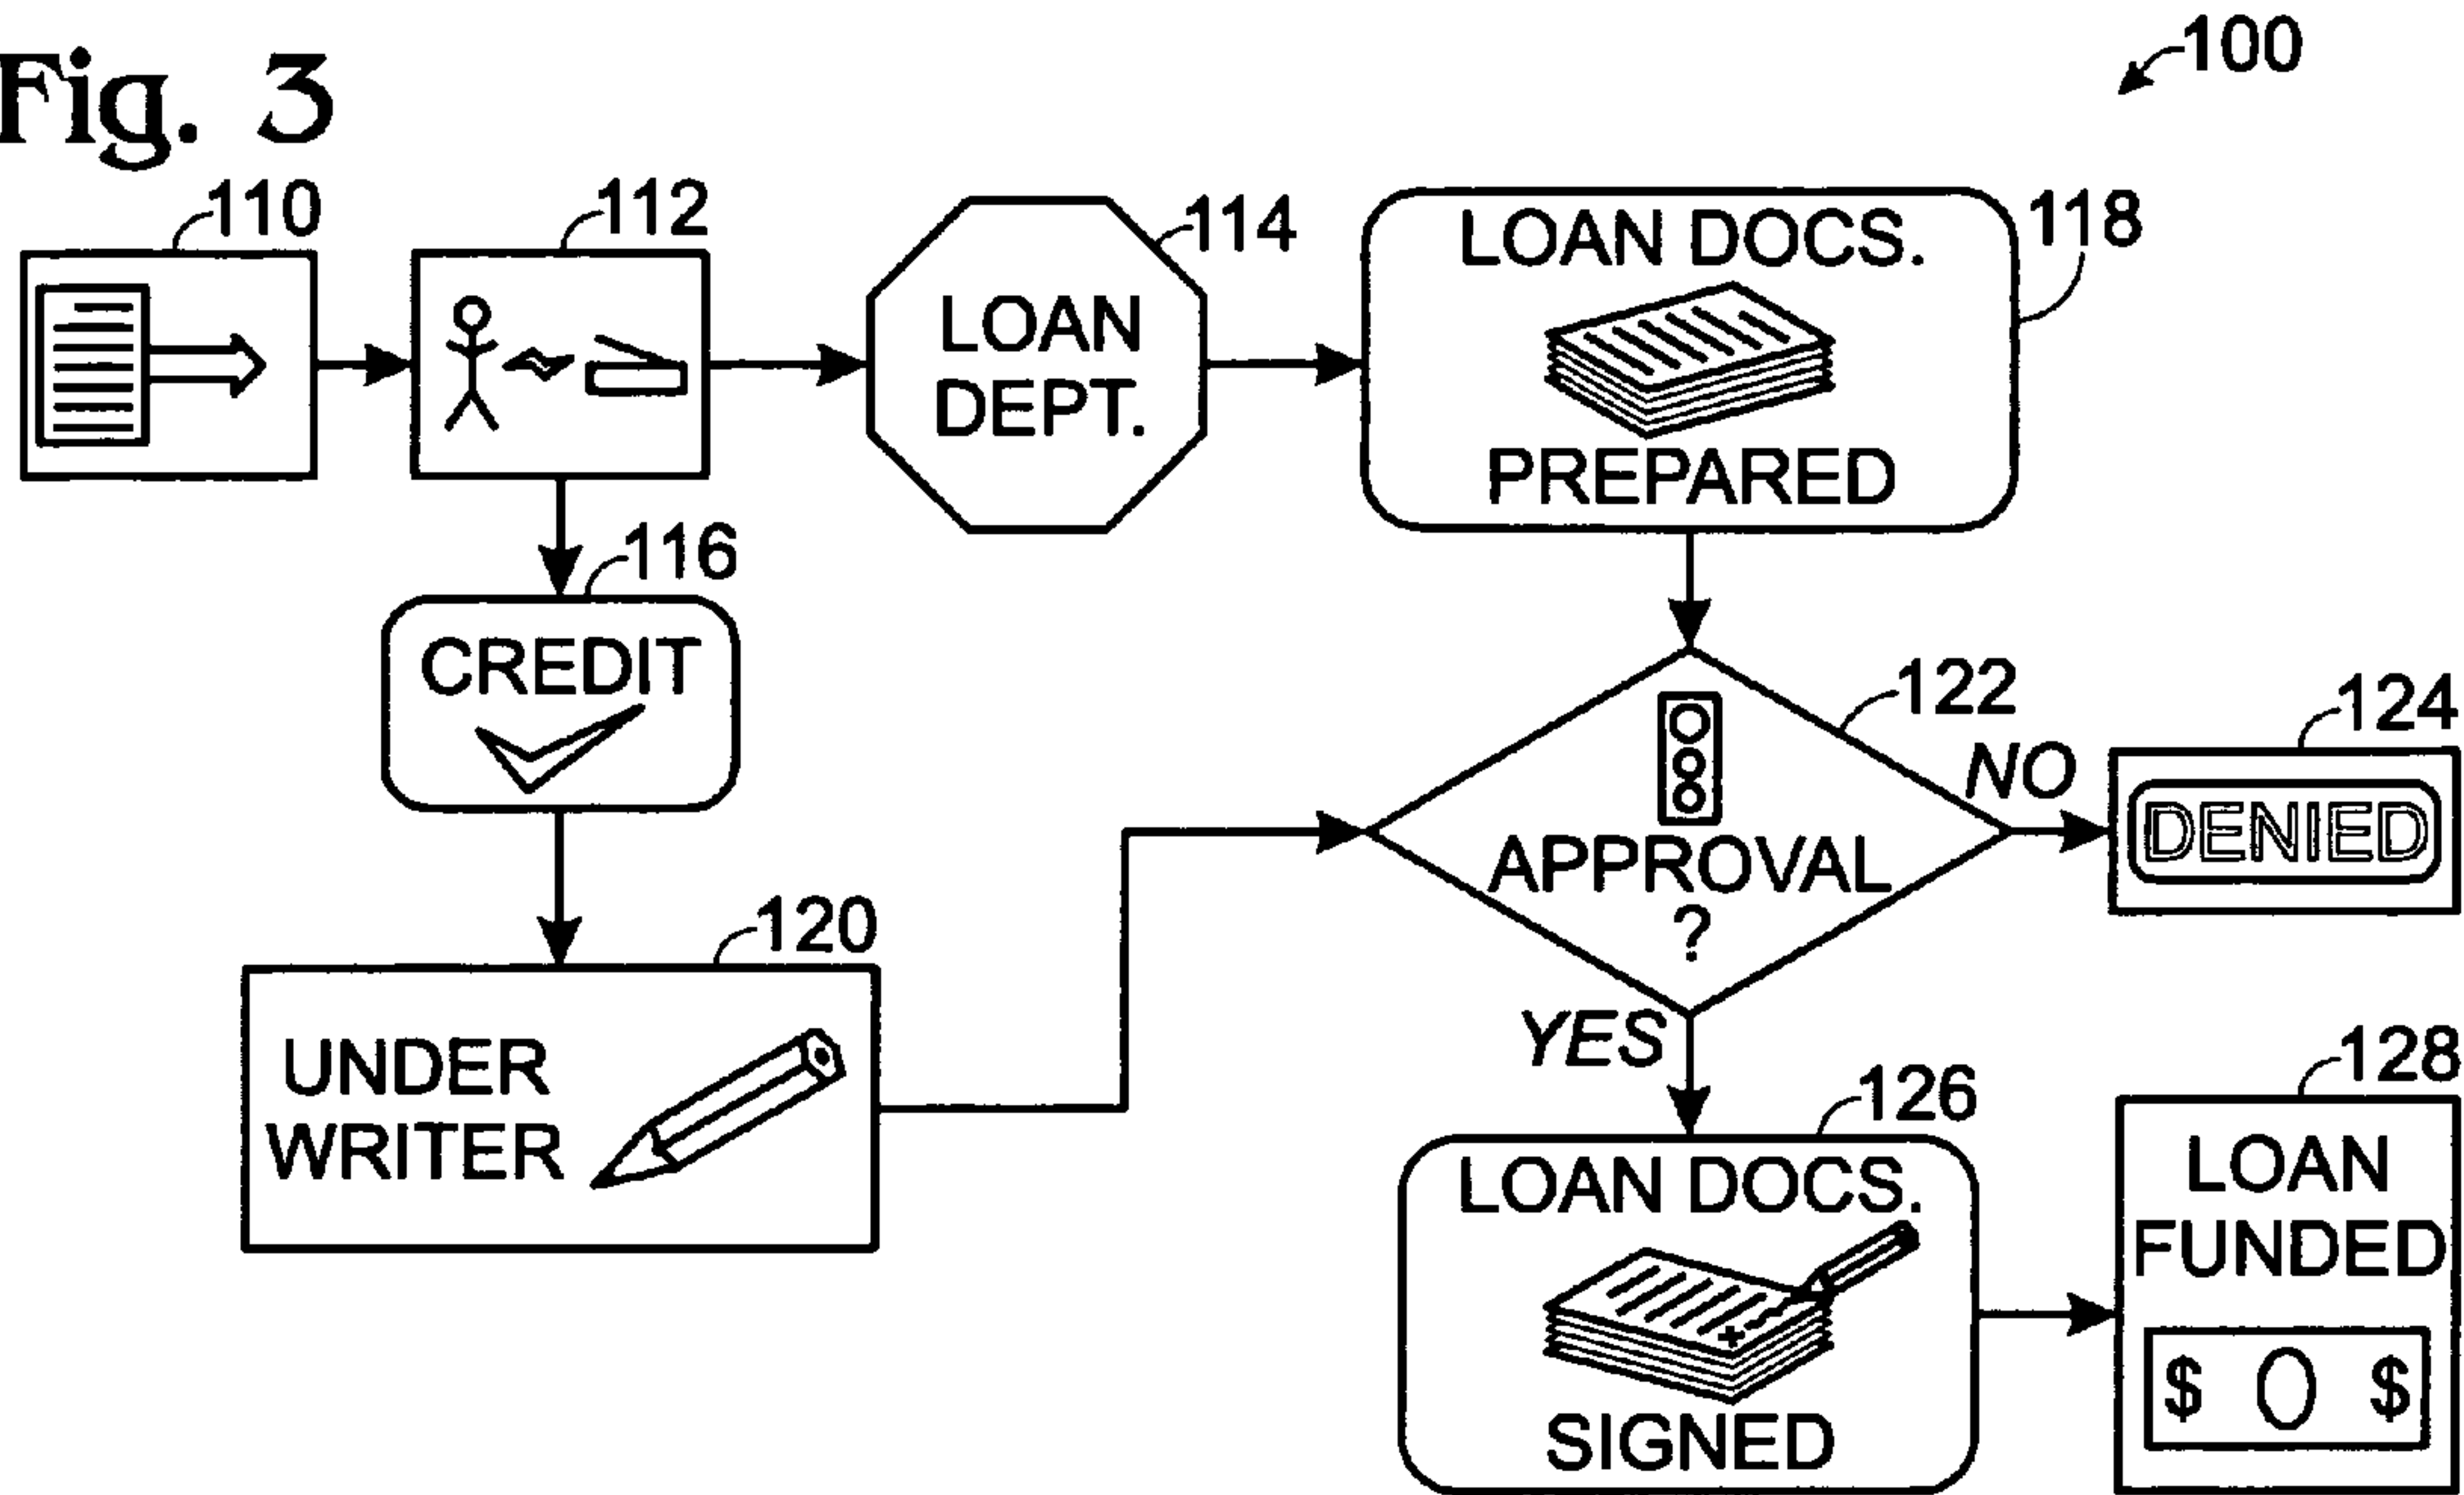 Fig. 3
100
110
112
114
LOAN
DEPT.
118
LOAN DOCS.
PREPARED
116
CREDIT
122
APPROVAL
?
NO
124
DENIED
120
UNDER
WRITER
YES
126
LOAN DOCS.
SIGNED
128
LOAN
FUNDED
$ O $